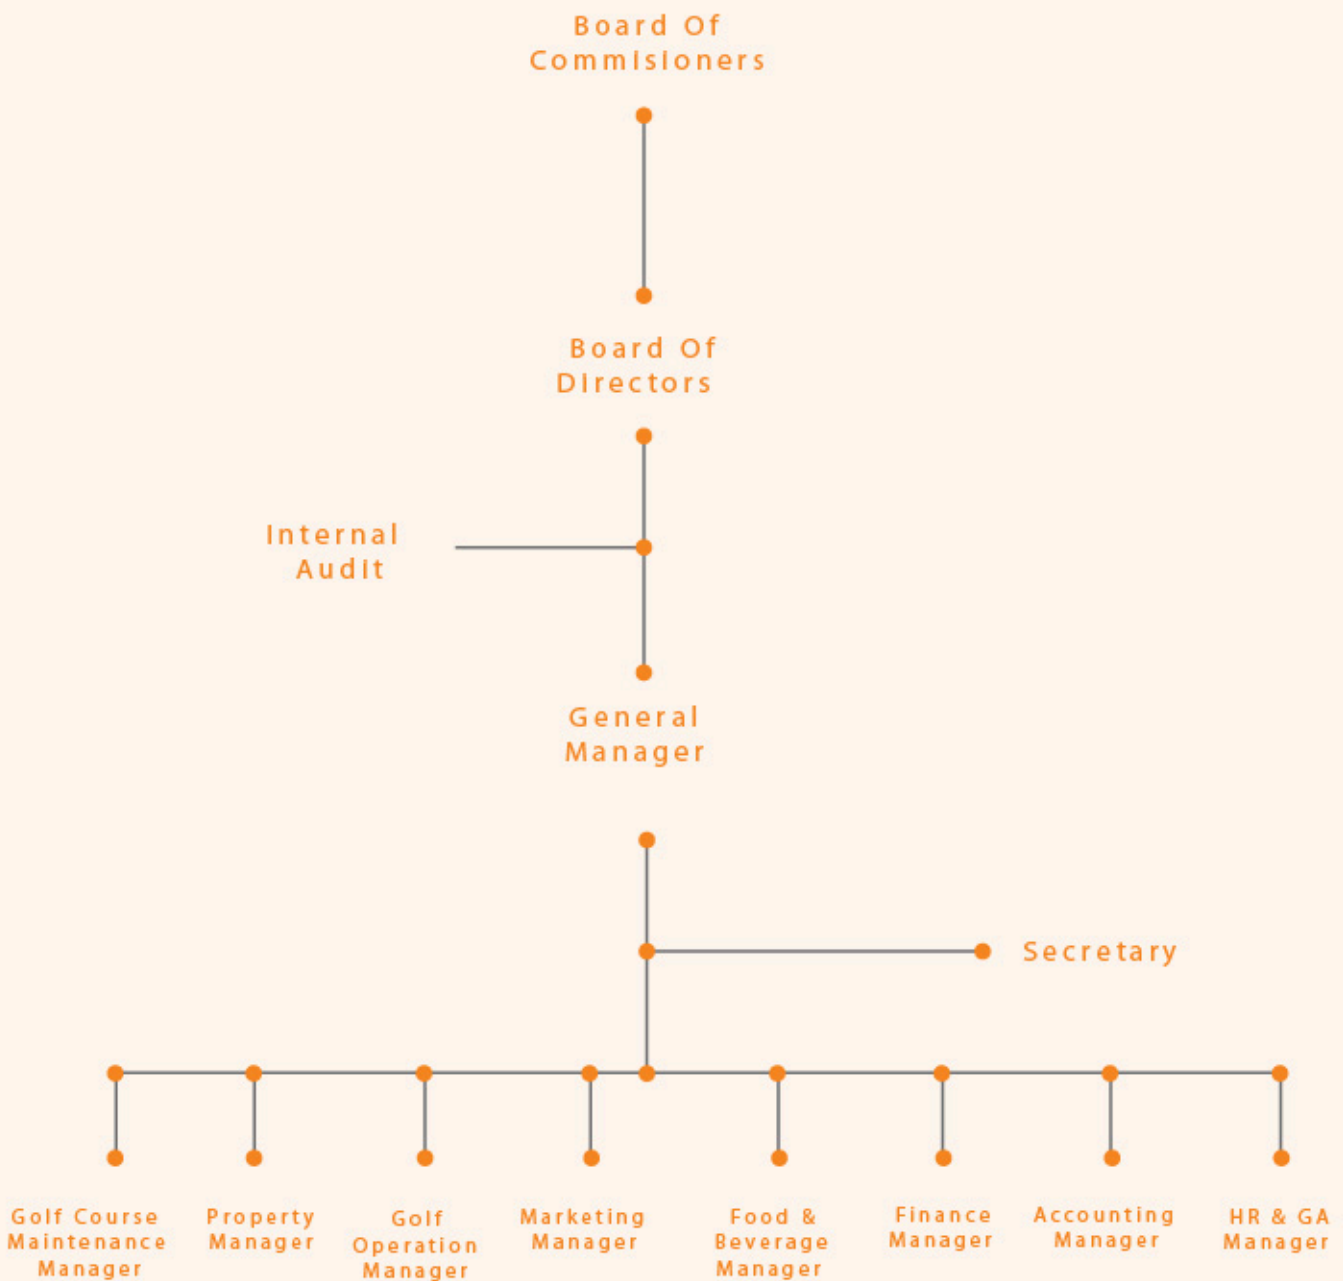 Board Of
Commisioners
Board Of
Directors
Internal
Audit
General
Manager
Secretary
Golf Course
Maintenance
Manager
Property
Manager
Golf
Operation
Manager
Marketing
Manager
Food &
Beverage
Manager
Finance
Manager
Accounting
Manager
HR & GA
Manager